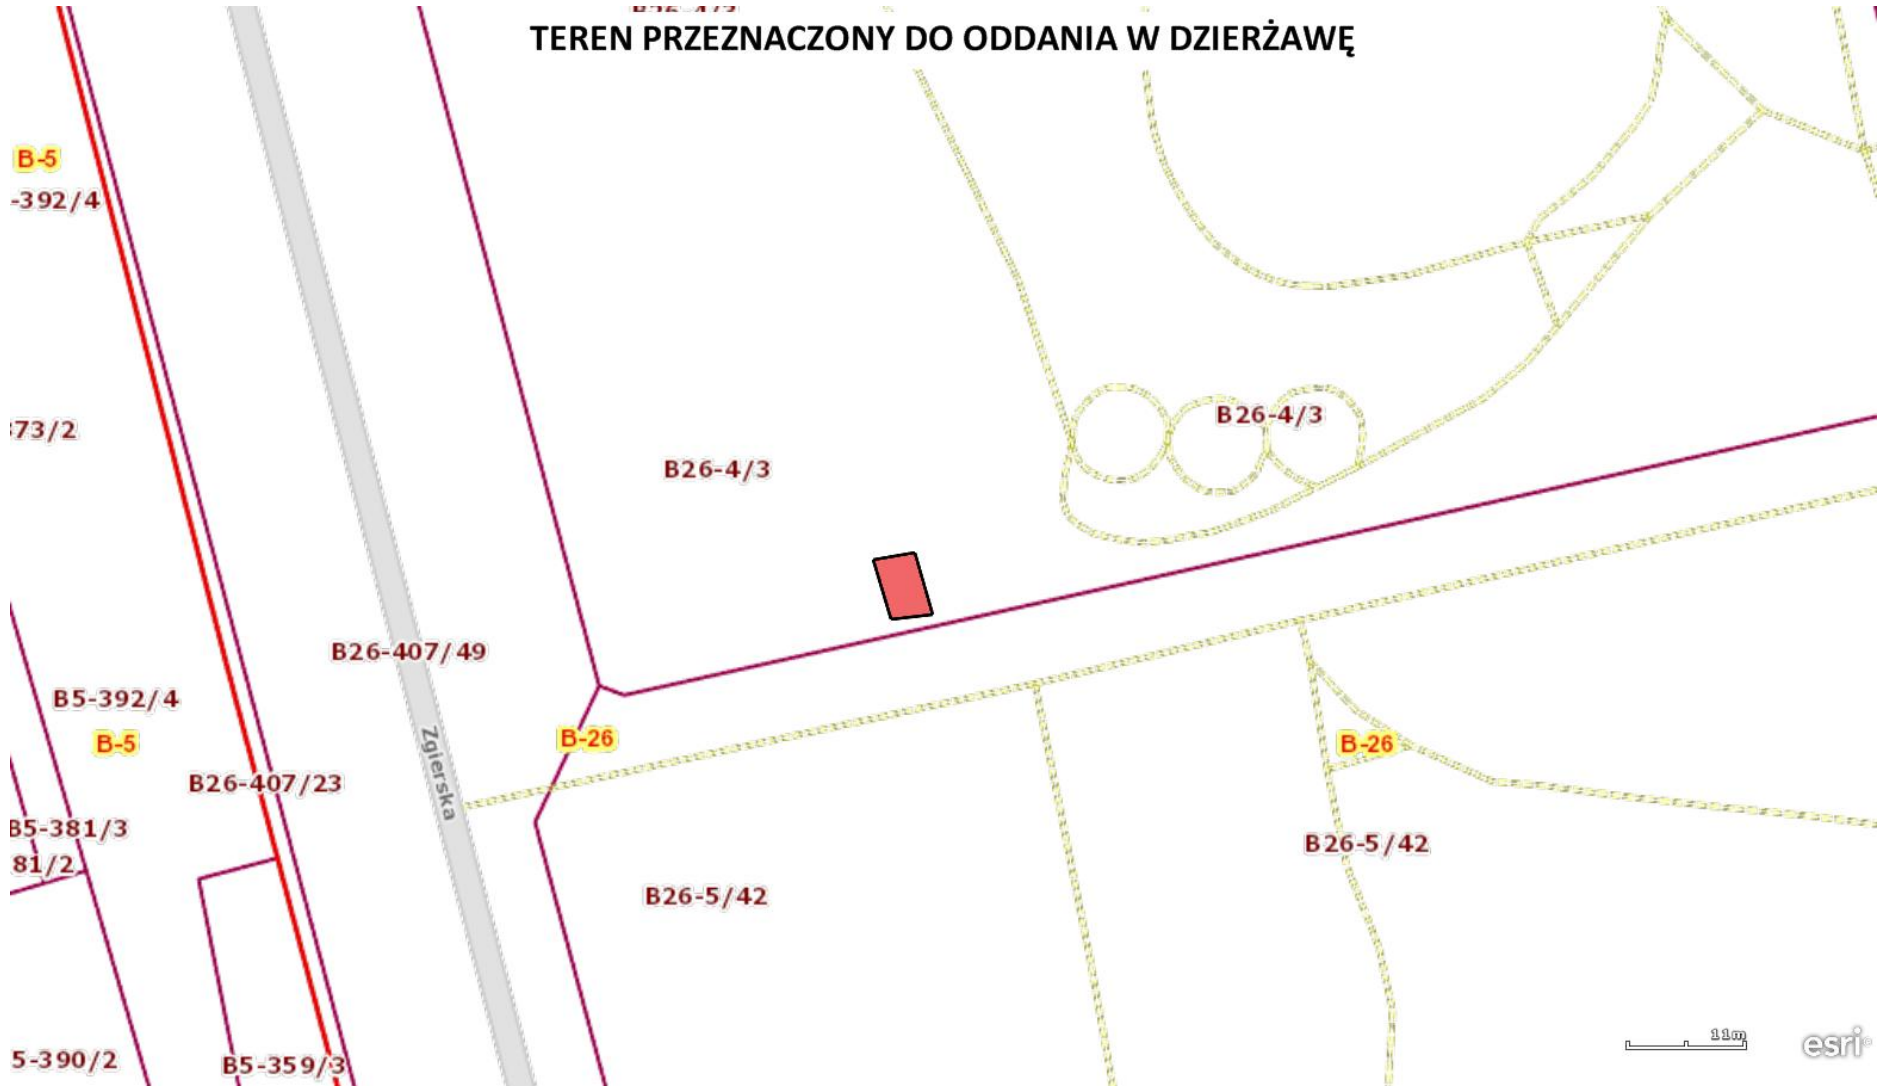 TEREN PRZEZNACZONY DO ODDANIA W DZIERŻAWĘ
B-5
-392/4
B26-4/3
73/2
B26-4/3
B26-407/49
B5-392/4
B-5
B-26
B-26
Zgierska
B26-407/23
B5-381/3
B26-5/42
81/2
B26-5/42
11m
esri
5-390/2
B5-359/3